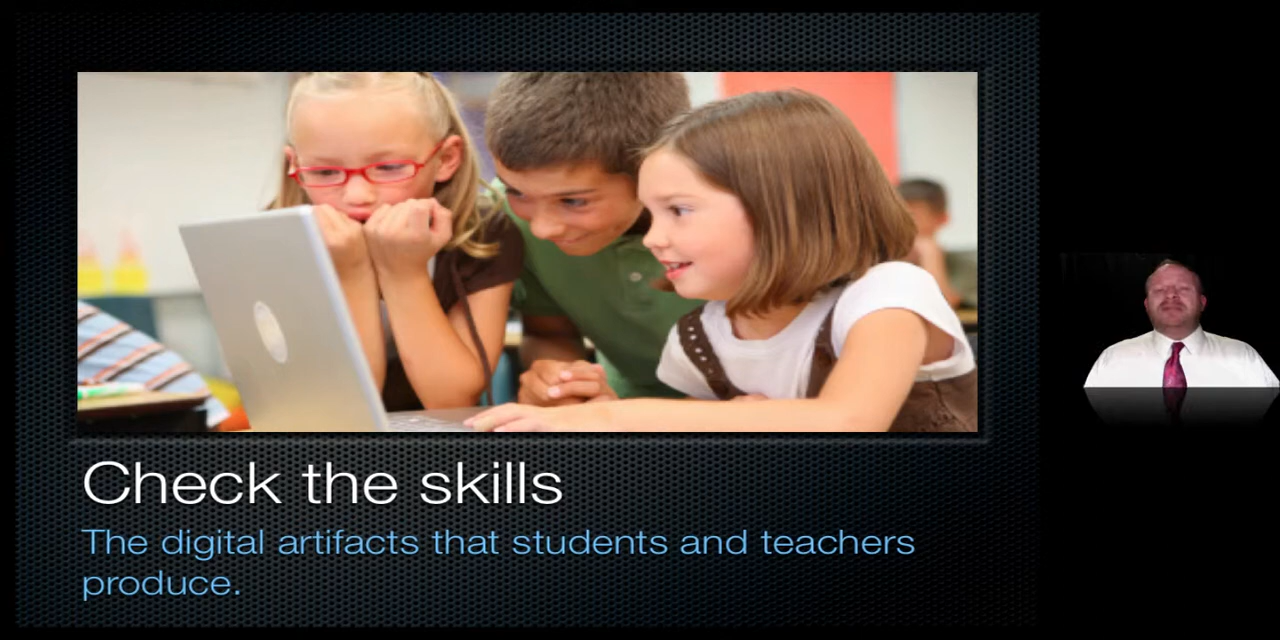 Check the skills
The digital artifacts that students and teachers
produce.